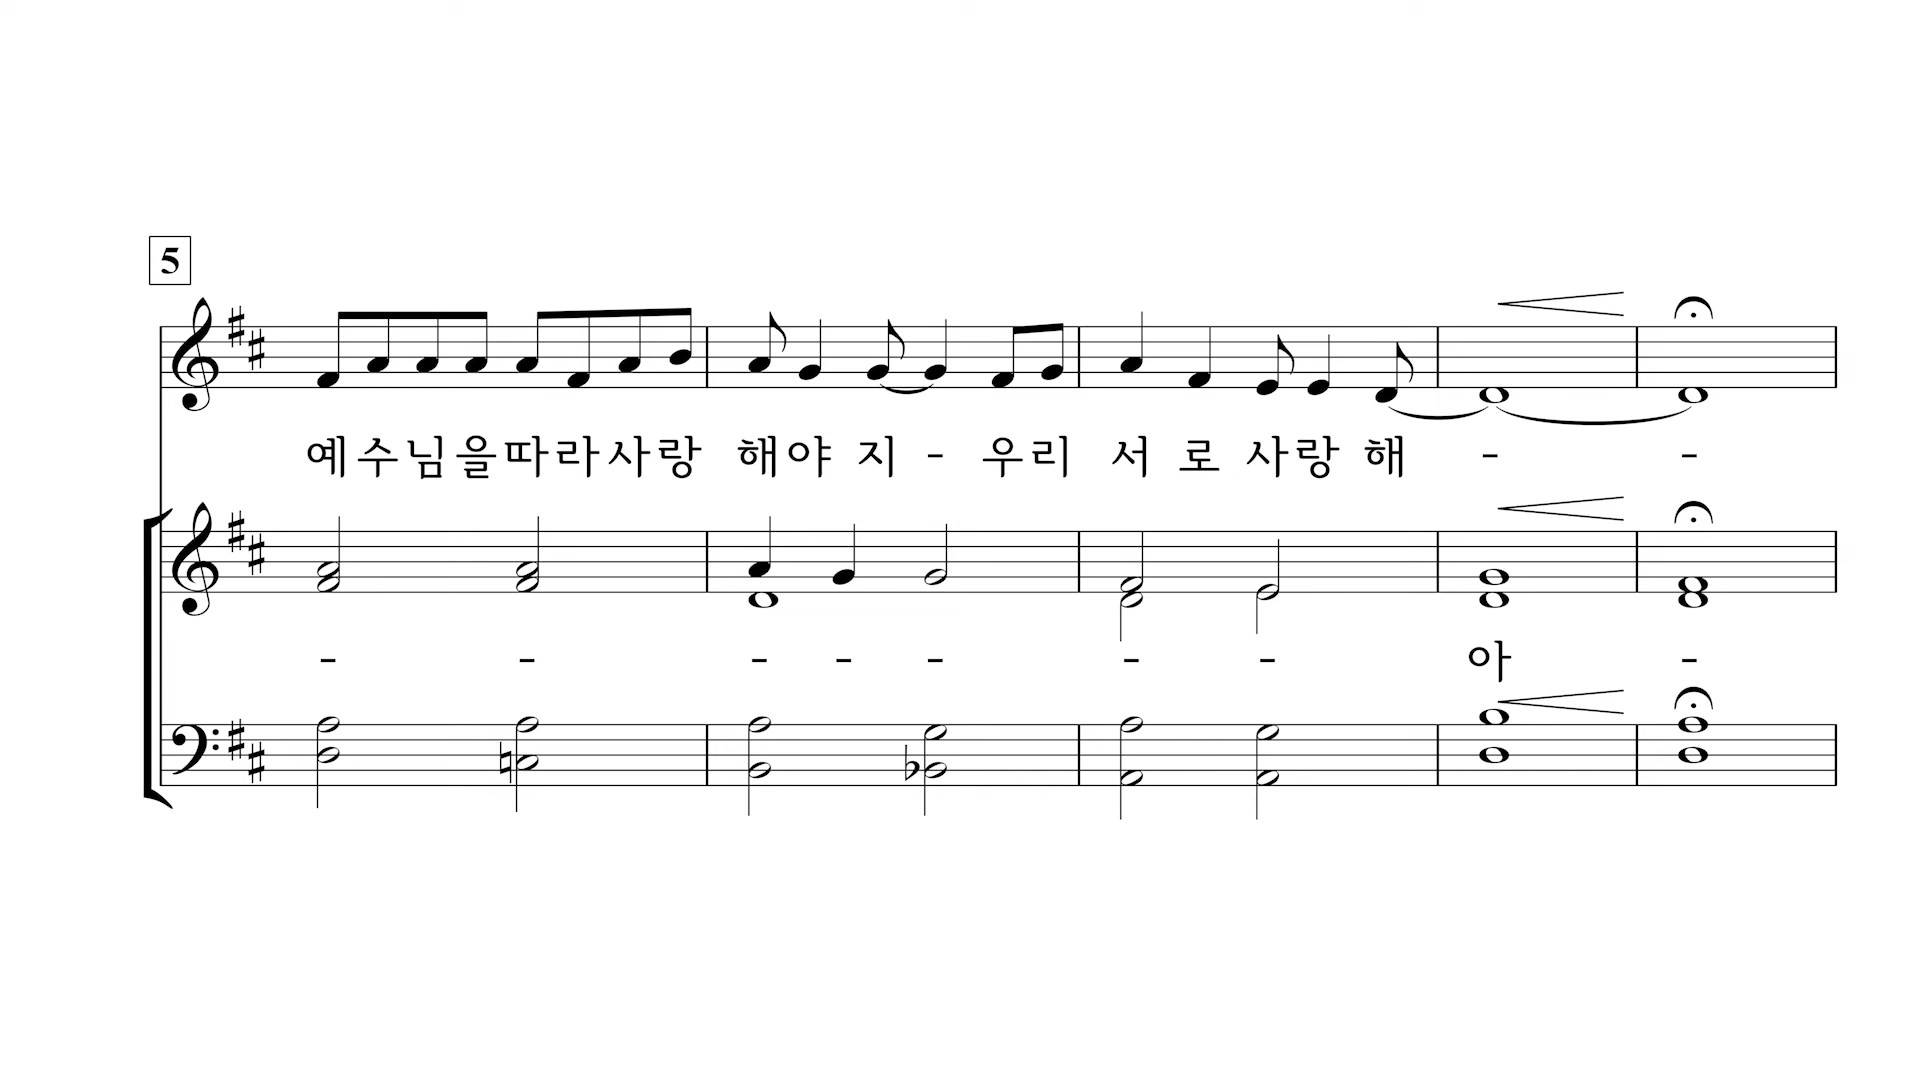 5
예수님을따라사랑 해야 지 - 우리 서 로 사랑 해 - -
- - - - - - - 아 -